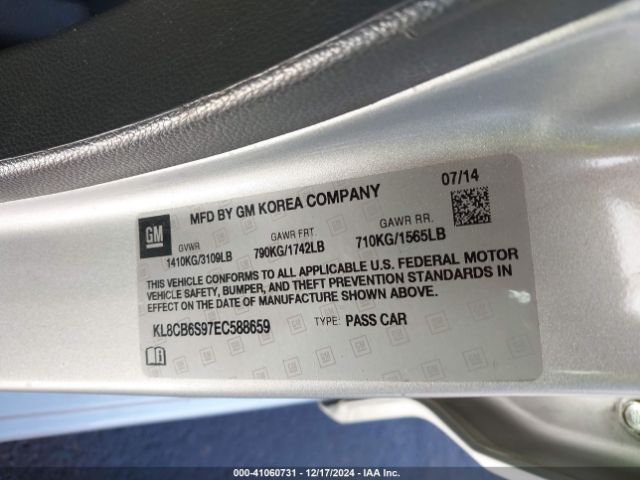 MFD BY GM KOREA COMPANY 07/14
GM
GVWR GAWR FRT GAWR RR.
1410KG/3109LB 790KG/1742LB 710KG/1565LB
THIS VEHICLE CONFORMS TO ALL APPLICABLE U.S. FEDERAL MOTOR
VEHICLE SAFETY, BUMPER, AND THEFT PREVENTION STANDARDS IN
EFFECT ON THE DATE OF MANUFACTURE SHOWN ABOVE.
KL8CB6S97EC588659 TYPE: PASS CAR
000-41060731 | 12/17/2024 | IAA Inc.